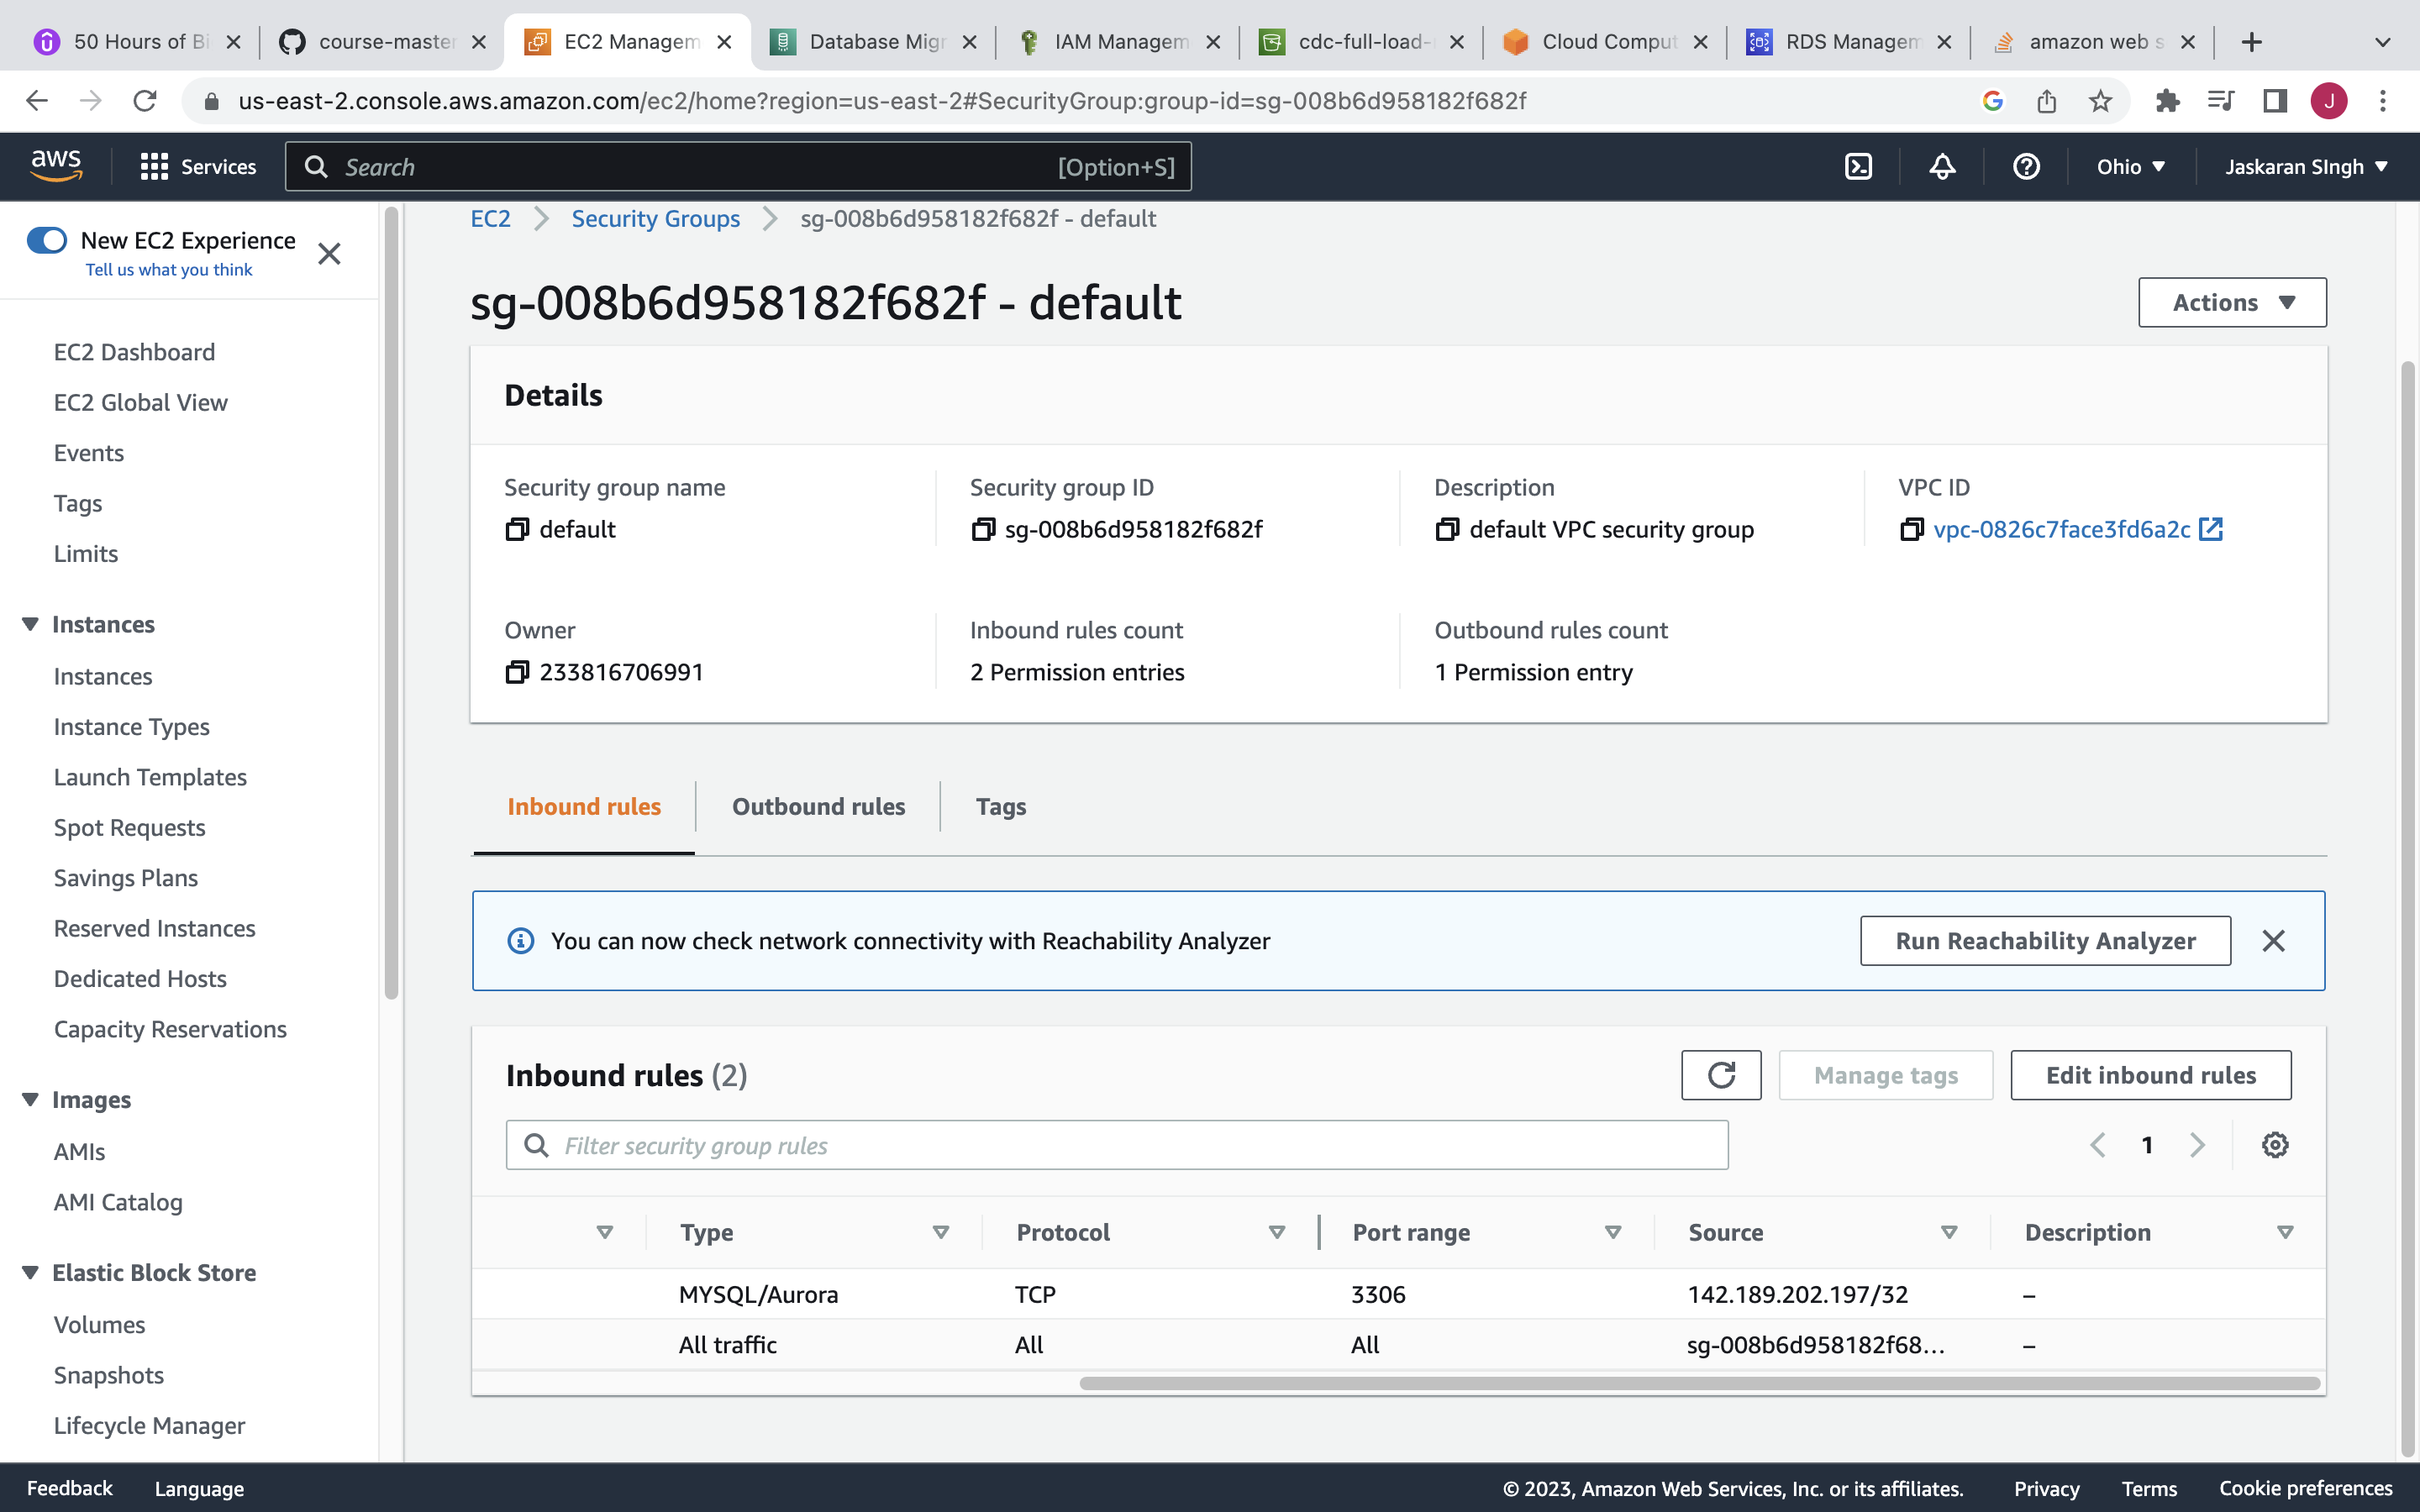 50 Hours of Bi
course-master
EC2 Managem
Database Migr
IAM Managem
cdc-full-load-
Cloud Comput
RDS Managem
amazon web s
us-east-2.console.aws.amazon.com/ec2/home?region=us-east-2#SecurityGroup:group-id=sg-008b6d958182f682f
J
aws
Services
Search
[Option+S]
Ohio
Jaskaran SIngh
New EC2 Experience
Tell us what you think
EC2 Dashboard
EC2 Global View
Events
Tags
Limits
Instances
Instances
Instance Types
Launch Templates
Spot Requests
Savings Plans
Reserved Instances
Dedicated Hosts
Capacity Reservations
Images
AMIs
AMI Catalog
Elastic Block Store
Volumes
Snapshots
Lifecycle Manager
EC2 > Security Groups > sg-008b6d958182f682f - default
sg-008b6d958182f682f - default
Actions
Details
Security group name
default
Security group ID
sg-008b6d958182f682f
Description
default VPC security group
VPC ID
vpc-0826c7face3fd6a2c
Owner
233816706991
Inbound rules count
2 Permission entries
Outbound rules count
1 Permission entry
Inbound rules
Outbound rules
Tags
You can now check network connectivity with Reachability Analyzer
Run Reachability Analyzer
Inbound rules (2)
Manage tags
Edit inbound rules
Filter security group rules
1
Type Protocol Port range Source Description
MYSQL/Aurora TCP 3306 142.189.202.197/32 –
All traffic All All sg-008b6d958182f68... –
Feedback
Language
© 2023, Amazon Web Services, Inc. or its affiliates.
Privacy
Terms
Cookie preferences